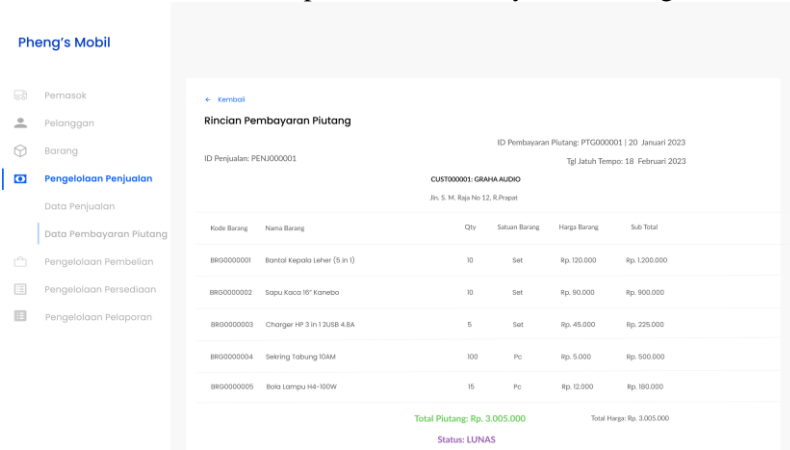 Pheng's Mobil
Pemasok
Pelanggan
Barang
Pengelolaan Penjualan
Data Penjualan
Data Pembayaran Piutang
Pengelolaan Pembelian
Pengelolaan Persediaan
Pengelolaan Pelaporan
← Kembali
Rincian Pembayaran Piutang
ID Pembayaran Piutang: PTG000001 | 20 Januari 2023
ID Penjualan: PENJ000001
Tgl Jatuh Tempo: 18 Februari 2023
CUST000001: GRAHA AUDIO
Jln. S. M. Raja No 12, R.Prapat
Kode Barang Nama Barang Qty Satuan Barang Harga Barang Sub Total
BRG0000001 Bantal Kepala Leher (5 in 1) 10 Set Rp. 120.000 Rp. 1.200.000
BRG0000002 Sapu Kaca 16" Kanebo 10 Set Rp. 90.000 Rp. 900.000
BRG0000003 Charger HP 3 in 1 2USB 4.8A 5 Set Rp. 45.000 Rp. 225.000
BRG0000004 Sekring Tabung 10AM 100 Pc Rp. 5.000 Rp. 500.000
BRG0000005 Bola Lampu H4-100W 15 Pc Rp. 12.000 Rp. 180.000
Total Piutang: Rp. 3.005.000 Total Harga: Rp. 3.005.000
Status: LUNAS